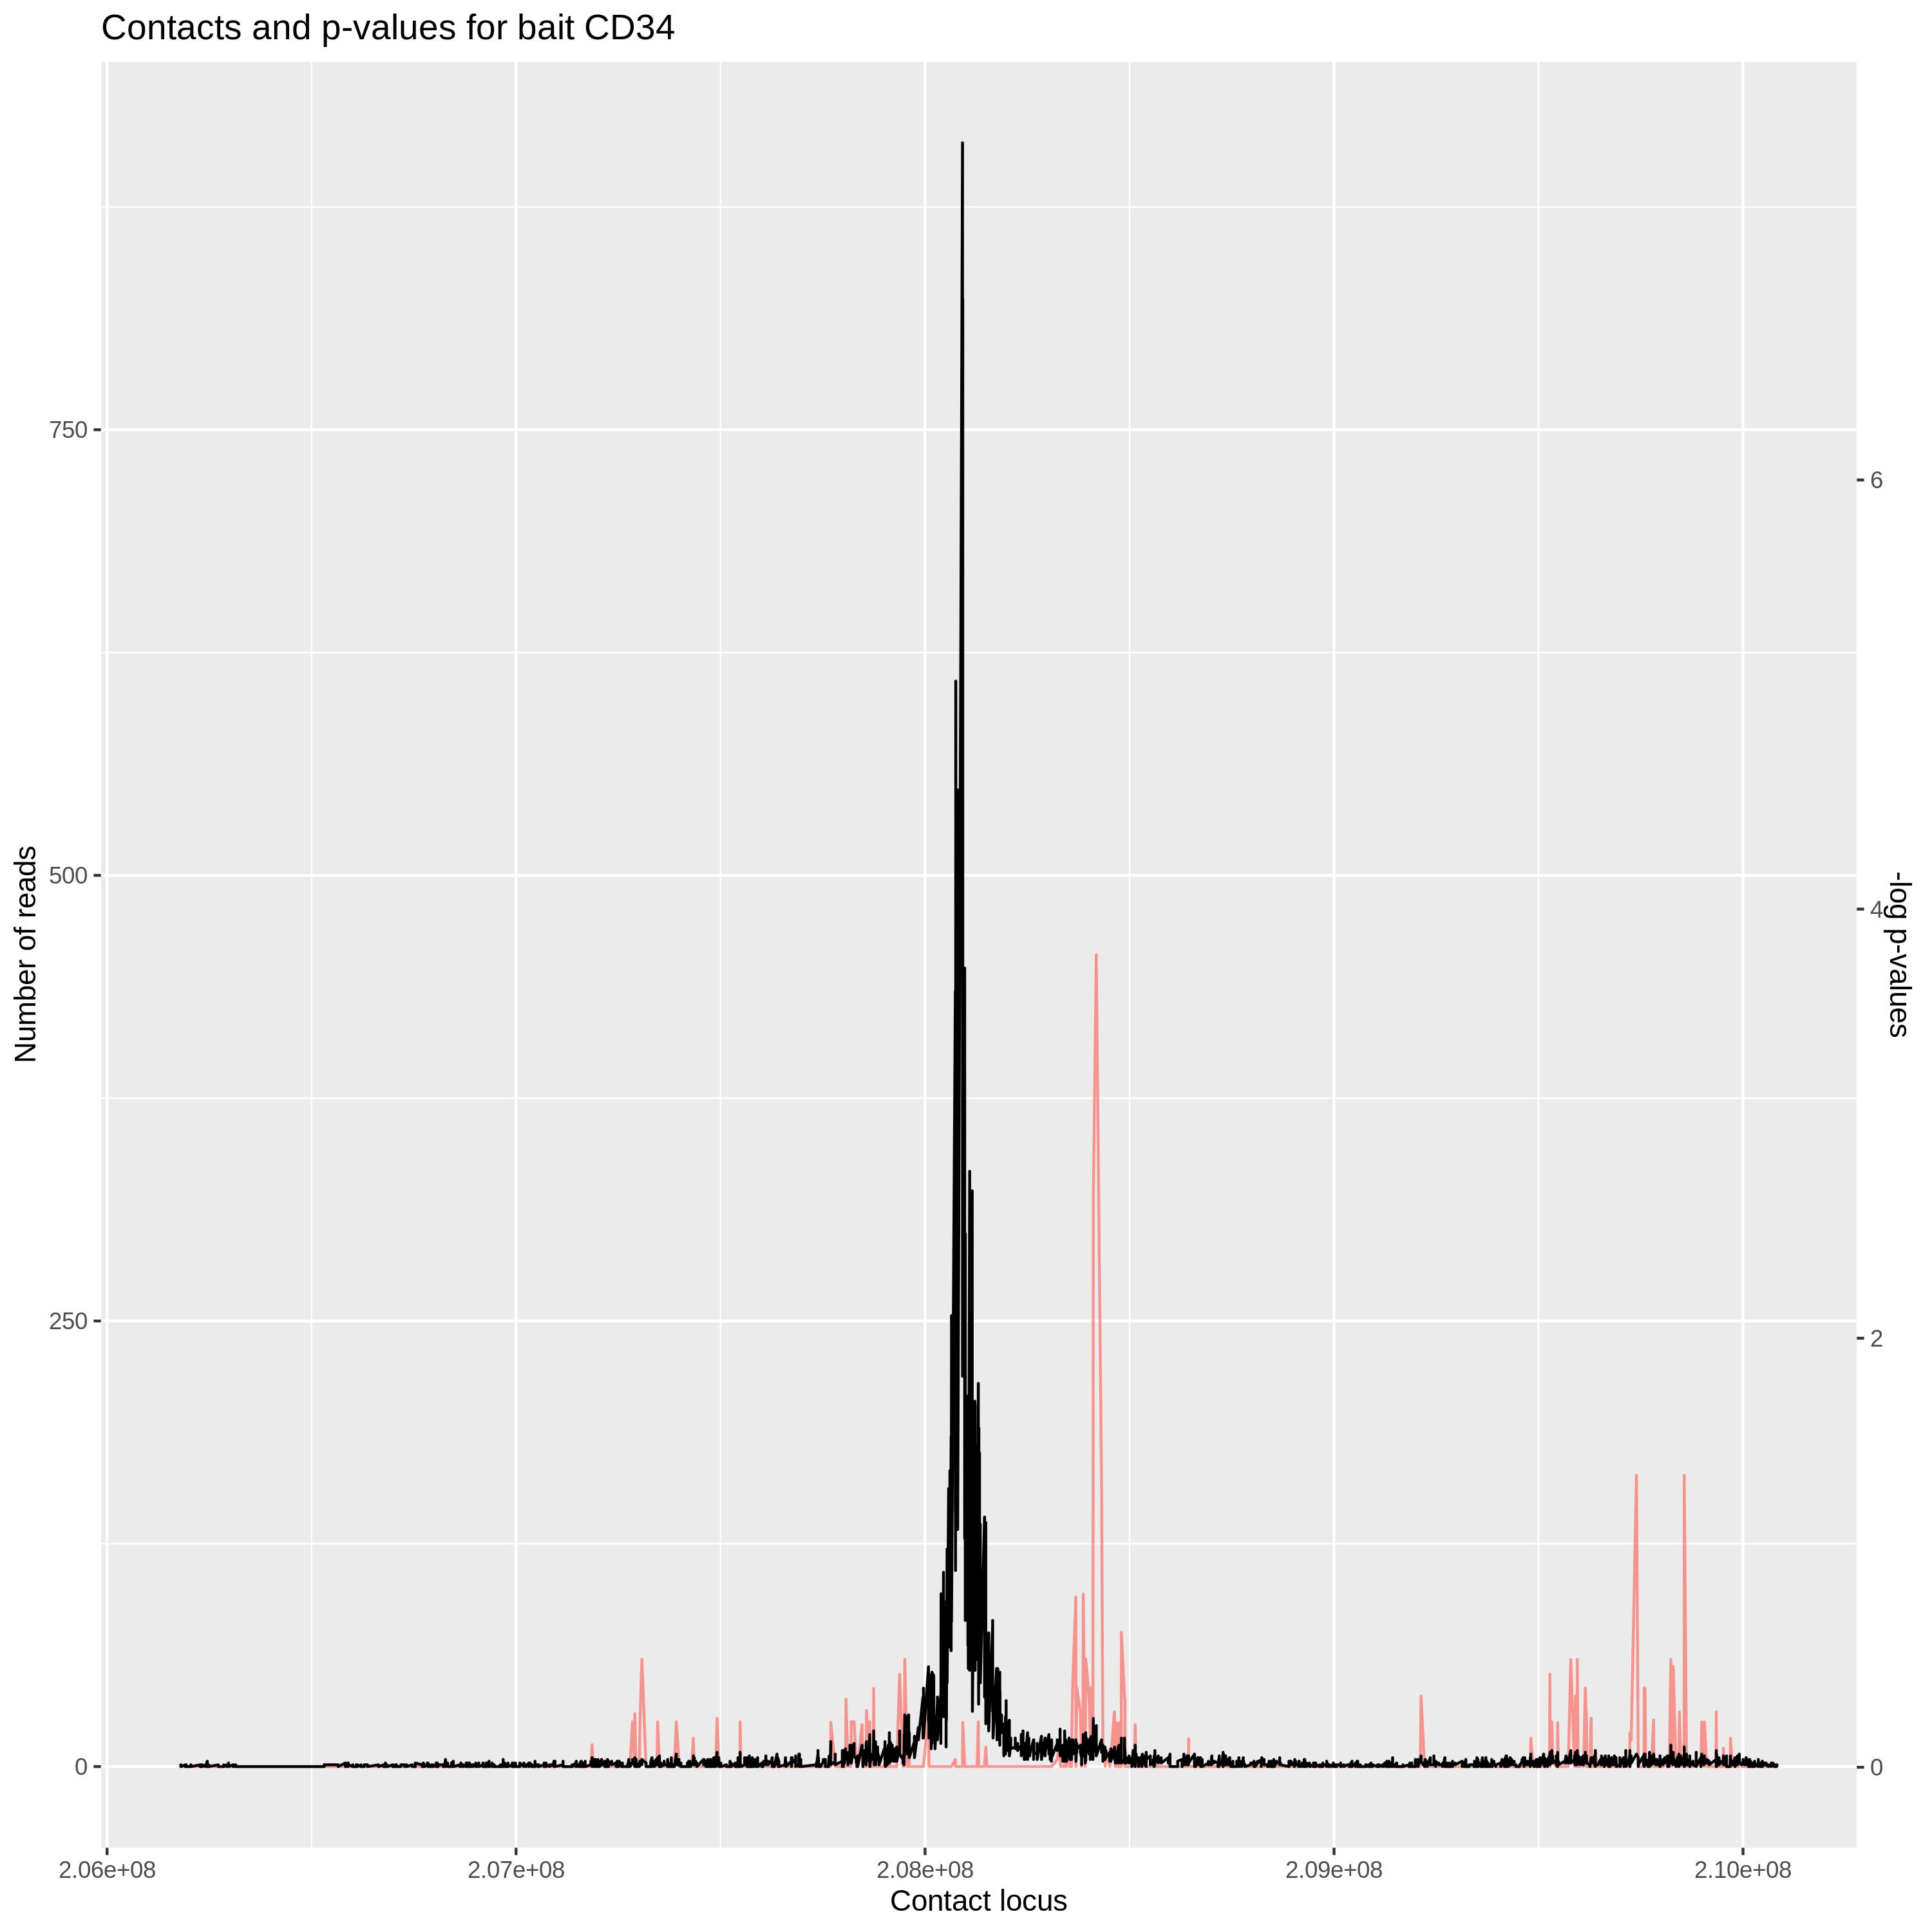 Contacts and p-values for bait CD34
750
500
250
0
6
4
2
0
Number of reads
-log p-values
2.06e+08 2.07e+08 2.08e+08 2.09e+08 2.10e+08
Contact locus